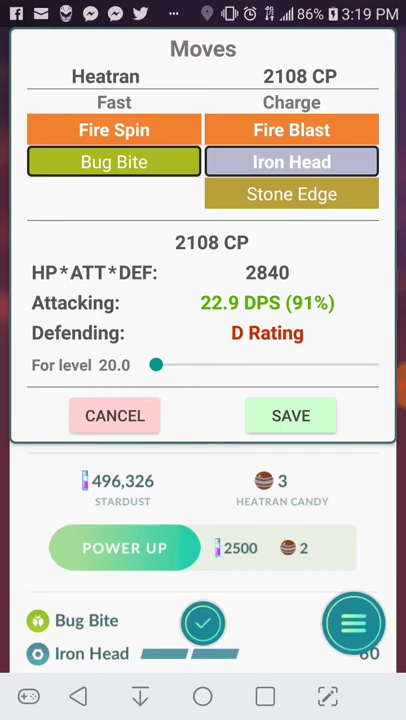 86% 3:19 PM
Moves
Heatran 2108 CP
Fast Charge
Fire Spin Fire Blast
Bug Bite Iron Head
Stone Edge
2108 CP
HP*ATT*DEF: 2840
Attacking: 22.9 DPS (91%)
Defending: D Rating
For level 20.0
CANCEL SAVE
496,326 3
STARDUST HEATRAN CANDY
POWER UP 2500 2
Bug Bite
Iron Head